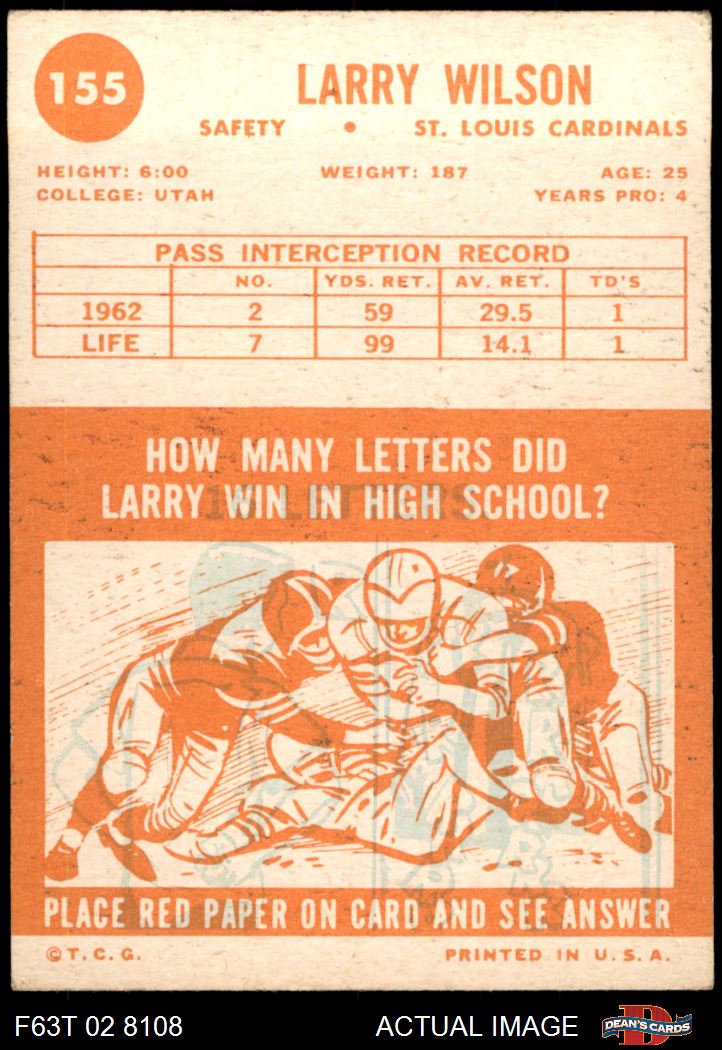 155
LARRY WILSON
SAFETY • ST. LOUIS CARDINALS
HEIGHT: 6:00 WEIGHT: 187 AGE: 25
COLLEGE: UTAH YEARS PRO: 4
PASS INTERCEPTION RECORD
NO. YDS. RET. AV. RET. TD'S
1962 2 59 29.5 1
LIFE 7 99 14.1 1
HOW MANY LETTERS DID
LARRY WIN IN HIGH SCHOOL?
LETTERS
17
PLACE RED PAPER ON CARD AND SEE ANSWER
© T. C. G. PRINTED IN U. S. A.
F63T 02 8108 ACTUAL IMAGE DEAN'S CARDS